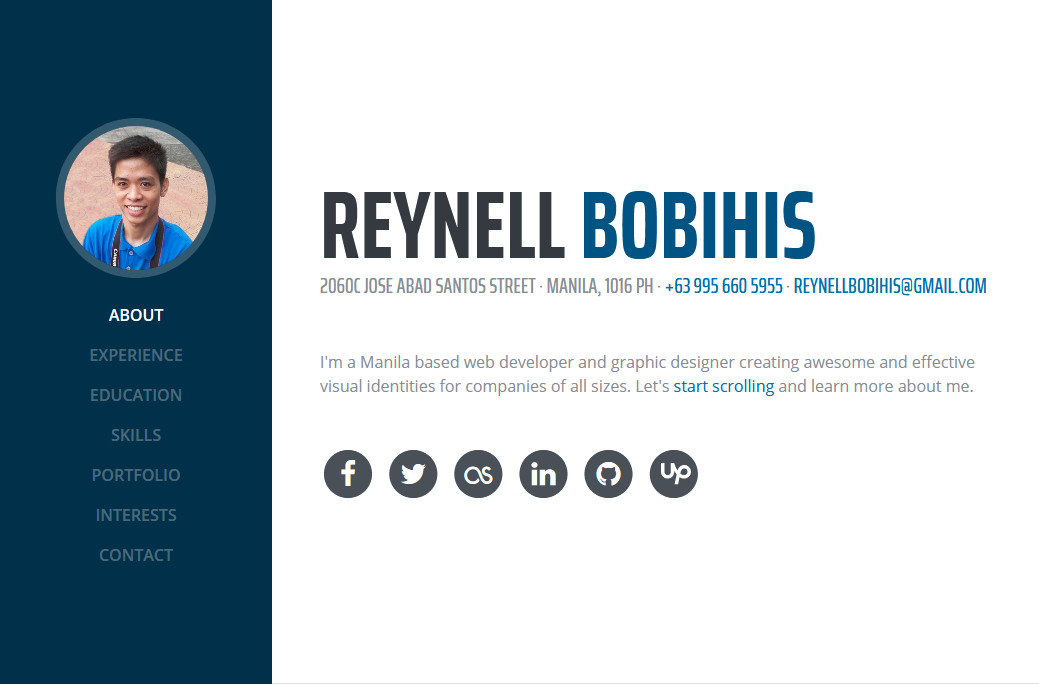 ABOUT
EXPERIENCE
EDUCATION
SKILLS
PORTFOLIO
INTERESTS
CONTACT
REYNELL BOBIHIS
2060C JOSE ABAD SANTOS STREET · MANILA, 1016 PH · +63 995 660 5955 · REYNELLBOBIHIS@GMAIL.COM
I'm a Manila based web developer and graphic designer creating awesome and effective
visual identities for companies of all sizes. Let's start scrolling and learn more about me.